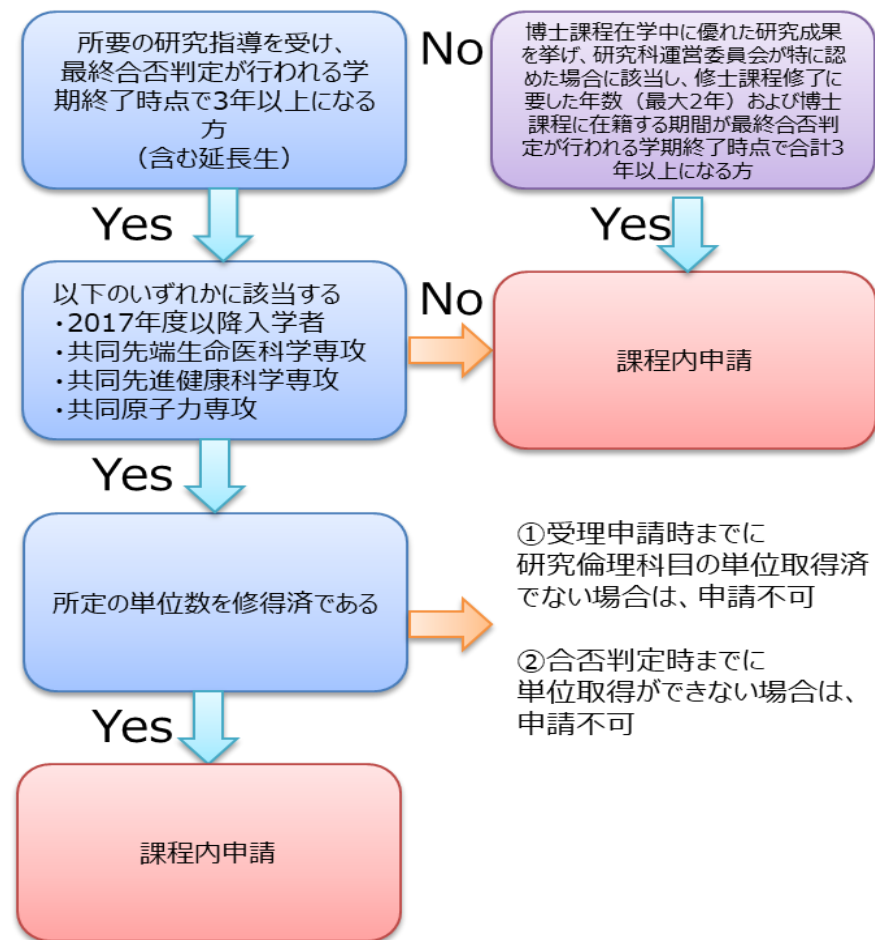 所要の研究指導を受け、
最終合否判定が行われる学
期終了時点で3年以上になる
方
（含む延長生）
No
博士課程在学中に優れた研究成果
を挙げ、研究科運営委員会が特に認
めた場合に該当し、修士課程修了に
要した年数（最大2年）および博士
課程に在籍する期間が最終合否判
定が行われる学期終了時点で合計3
年以上になる方
Yes
Yes
以下のいずれかに該当する
・2017年度以降入学者
・共同先端生命医科学専攻
・共同先進健康科学専攻
・共同原子力専攻
No
課程内申請
Yes
所定の単位数を修得済である
①受理申請時までに
研究倫理科目の単位取得済
でない場合は、申請不可
②合否判定時までに
単位取得ができない場合は、
申請不可
Yes
課程内申請